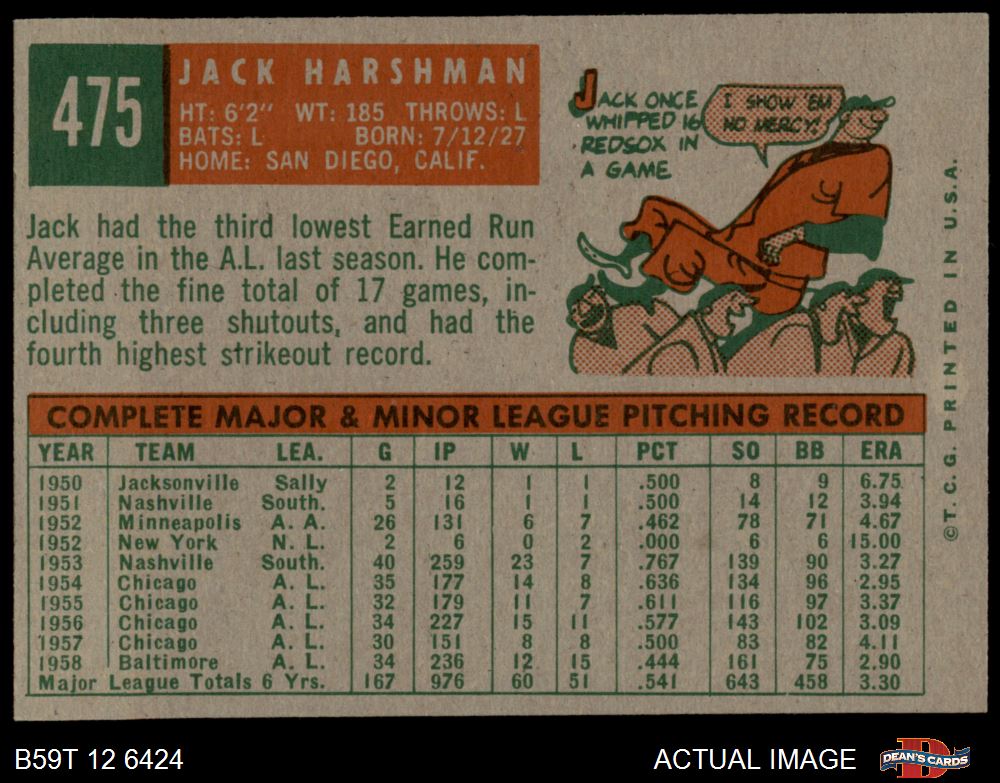 475
JACK HARSHMAN
HT: 6'2" WT: 185 THROWS: L
BATS: L BORN: 7/12/27
HOME: SAN DIEGO, CALIF.
JACK ONCE
WHIPPED 16
REDSOX IN
A GAME
I SHOW 'EM
NO MERCY!
Jack had the third lowest Earned Run
Average in the A.L. last season. He com-
pleted the fine total of 17 games, in-
cluding three shutouts, and had the
fourth highest strikeout record.
COMPLETE MAJOR & MINOR LEAGUE PITCHING RECORD
YEAR TEAM LEA. G IP W L PCT SO BB ERA
1950 Jacksonville Sally 2 12 1 1 .500 8 9 6.75
1951 Nashville South. 5 16 1 1 .500 14 12 3.94
1952 Minneapolis A. A. 26 131 6 7 .462 78 71 4.67
1952 New York N. L. 2 6 0 2 .000 6 6 15.00
1953 Nashville South. 40 259 23 7 .767 139 90 3.27
1954 Chicago A. L. 35 177 14 8 .636 134 96 2.95
1955 Chicago A. L. 32 179 11 7 .611 116 97 3.37
1956 Chicago A. L. 34 227 15 11 .577 143 102 3.09
1957 Chicago A. L. 30 151 8 8 .500 83 82 4.11
1958 Baltimore A. L. 34 236 12 15 .444 161 75 2.90
Major League Totals 6 Yrs. 167 976 60 51 .541 643 458 3.30
©T. C. G. PRINTED IN U.S.A.
B59T 12 6424
ACTUAL IMAGE
D
DEAN'S CARDS